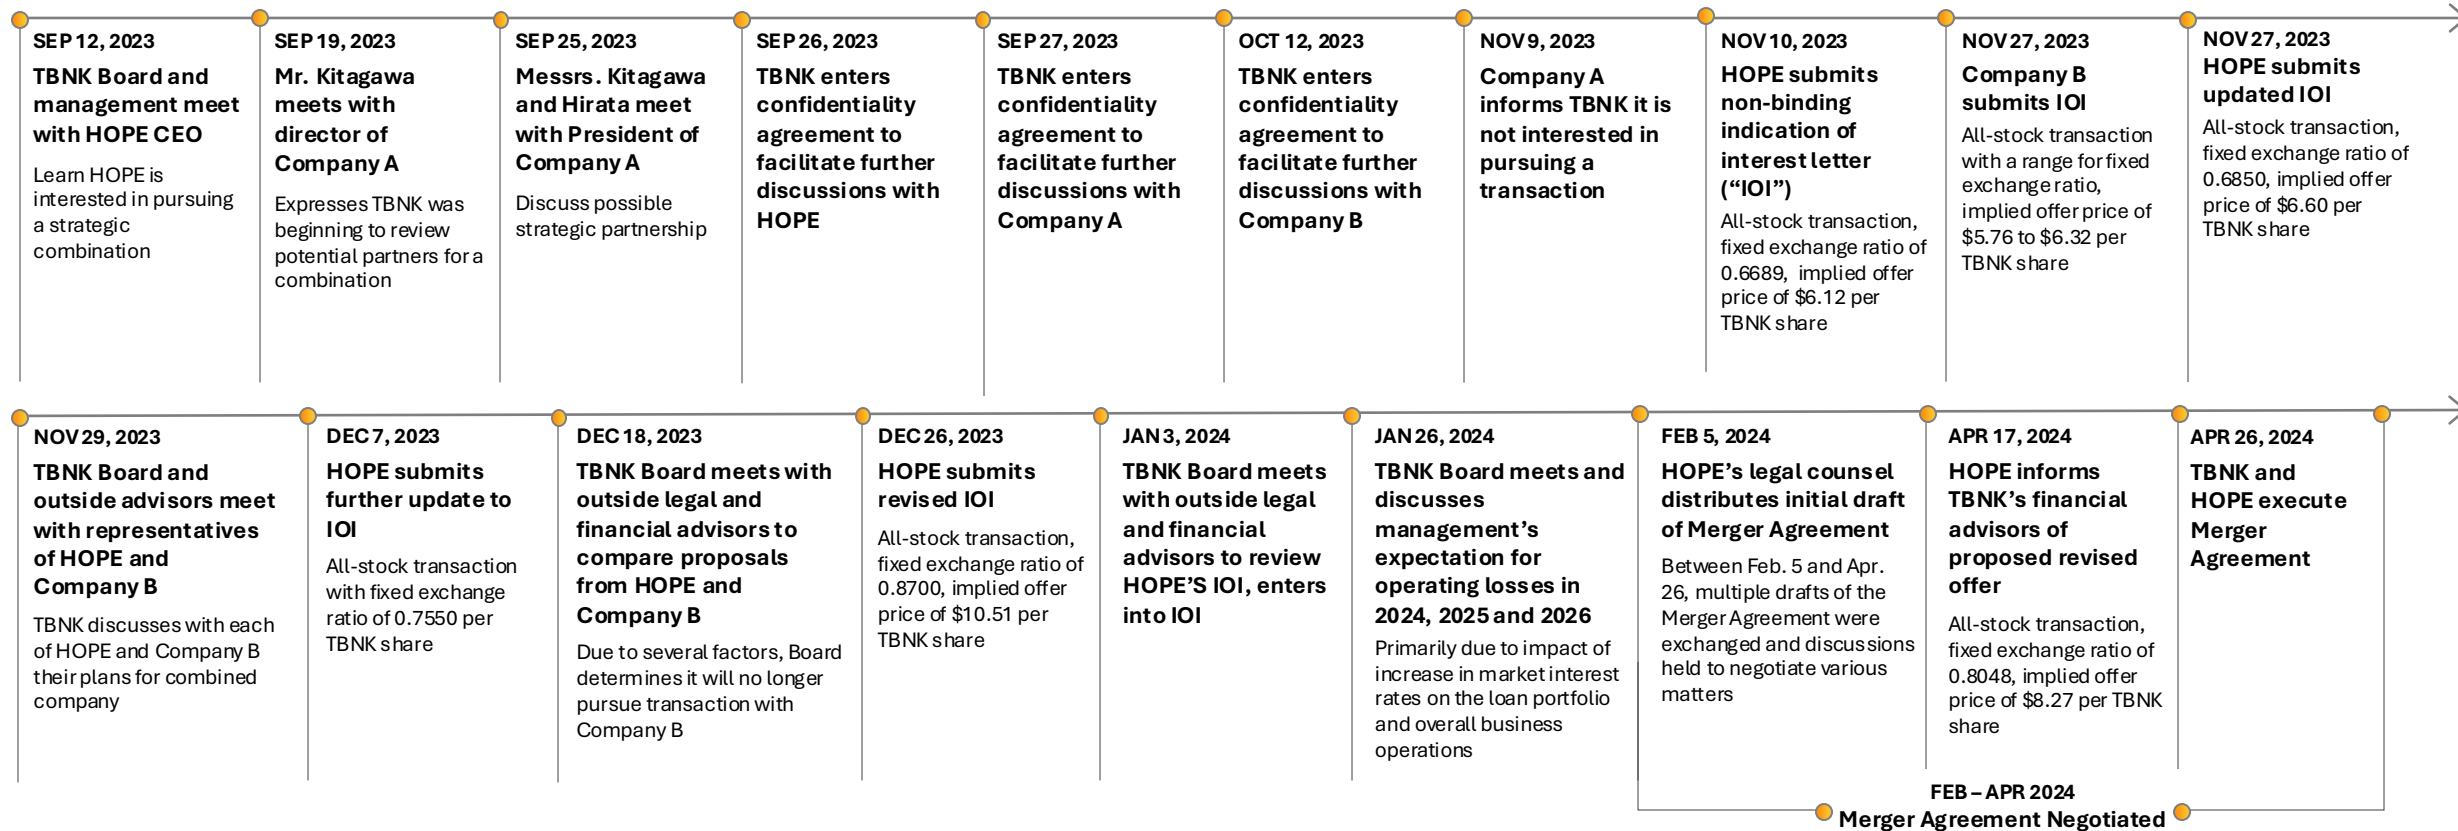 SEP 12, 2023
TBNK Board and
management meet
with HOPE CEO
Learn HOPE is
interested in pursuing
a strategic
combination
SEP 19, 2023
Mr. Kitagawa
meets with
director of
Company A
Expresses TBNK was
beginning to review
potential partners for a
combination
SEP 25, 2023
Messrs. Kitagawa
and Hirata meet
with President of
Company A
Discuss possible
strategic partnership
SEP 26, 2023
TBNK enters
confidentiality
agreement to
facilitate further
discussions with
HOPE
SEP 27, 2023
TBNK enters
confidentiality
agreement to
facilitate further
discussions with
Company A
OCT 12, 2023
TBNK enters
confidentiality
agreement to
facilitate further
discussions with
Company B
NOV 9, 2023
Company A
informs TBNK it is
not interested in
pursuing a
transaction
NOV 10, 2023
HOPE submits
non-binding
indication of
interest letter
(“IOI”)
All-stock transaction,
fixed exchange ratio of
0.6689, implied offer
price of $6.12 per
TBNK share
NOV 27, 2023
Company B
submits IOI
All-stock transaction
with a range for fixed
exchange ratio,
implied offer price of
$5.76 to $6.32 per
TBNK share
NOV 27, 2023
HOPE submits
updated IOI
All-stock transaction,
fixed exchange ratio of
0.6850, implied offer
price of $6.60 per
TBNK share
NOV 29, 2023
TBNK Board and
outside advisors meet
with representatives
of HOPE and
Company B
TBNK discusses with each
of HOPE and Company B
their plans for combined
company
DEC 7, 2023
HOPE submits
further update to
IOI
All-stock transaction
with fixed exchange
ratio of 0.7550 per
TBNK share
DEC 18, 2023
TBNK Board meets with
outside legal and
financial advisors to
compare proposals
from HOPE and
Company B
Due to several factors, Board
determines it will no longer
pursue transaction with
Company B
DEC 26, 2023
HOPE submits
revised IOI
All-stock transaction,
fixed exchange ratio of
0.8700, implied offer
price of $10.51 per
TBNK share
JAN 3, 2024
TBNK Board meets
with outside legal
and financial
advisors to review
HOPE’S IOI, enters
into IOI
JAN 26, 2024
TBNK Board meets and
discusses
management’s
expectation for
operating losses in
2024, 2025 and 2026
Primarily due to impact of
increase in market interest
rates on the loan portfolio
and overall business
operations
FEB 5, 2024
HOPE’s legal counsel
distributes initial draft
of Merger Agreement
Between Feb. 5 and Apr.
26, multiple drafts of the
Merger Agreement were
exchanged and discussions
held to negotiate various
matters
APR 17, 2024
HOPE informs
TBNK’s financial
advisors of
proposed revised
offer
All-stock transaction,
fixed exchange ratio of
0.8048, implied offer
price of $8.27 per TBNK
share
APR 26, 2024
TBNK and
HOPE execute
Merger
Agreement
FEB – APR 2024
Merger Agreement Negotiated